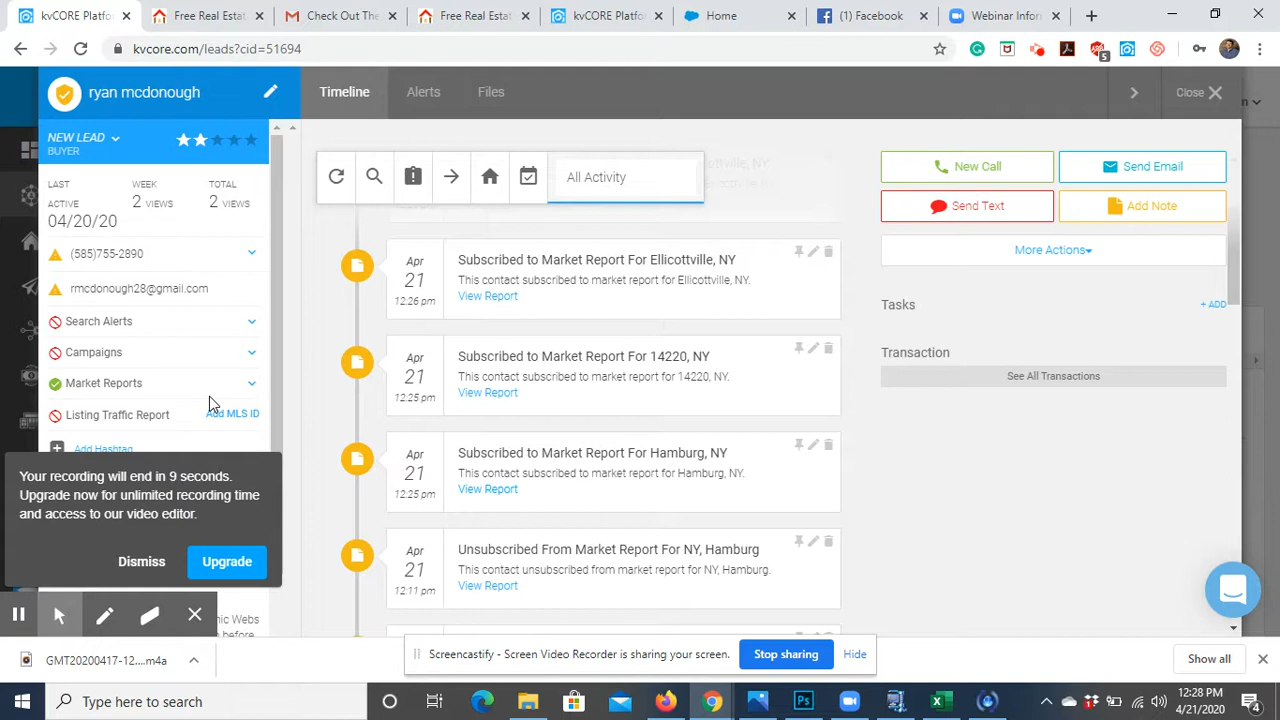 kvCORE Platfo
Free Real Estat
Check Out The
Free Real Estat
kvCORE Platfo
Home
(1) Facebook
Webinar Infor
kvcore.com/leads?cid=51694
ryan mcdonough
Timeline
Alerts
Files
Close
NEW LEAD
BUYER
LAST
ACTIVE
04/20/20
WEEK
2 VIEWS
TOTAL
2 VIEWS
(585)755-2890
rmcdonough28@gmail.com
Search Alerts
Campaigns
Market Reports
Listing Traffic Report
Add MLS ID
Add Hashtag
Your recording will end in 9 seconds.
Upgrade now for unlimited recording time
and access to our video editor.
Dismiss
Upgrade
All Activity
Apr
21
12:26 pm
Subscribed to Market Report For Ellicottville, NY
This contact subscribed to market report for Ellicottville, NY.
View Report
Apr
21
12:25 pm
Subscribed to Market Report For 14220, NY
This contact subscribed to market report for 14220, NY.
View Report
Apr
21
12:25 pm
Subscribed to Market Report For Hamburg, NY
This contact subscribed to market report for Hamburg, NY.
View Report
Apr
21
12:11 pm
Unsubscribed From Market Report For NY, Hamburg
This contact unsubscribed from market report for NY, Hamburg.
View Report
New Call
Send Email
Send Text
Add Note
More Actions
Tasks
+ ADD
Transaction
See All Transactions
GMT20200417-12....m4a
Screencastify - Screen Video Recorder is sharing your screen.
Stop sharing
Hide
Show all
Type here to search
12:28 PM
4/21/2020